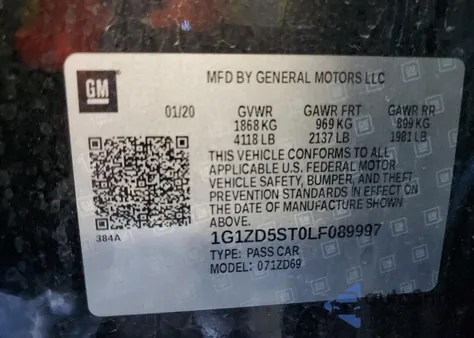 GM
MFD BY GENERAL MOTORS LLC
01/20 GVWR GAWR FRT GAWR RR
1868 KG 969 KG 899 KG
4118 LB 2137 LB 1981 LB
THIS VEHICLE CONFORMS TO ALL
APPLICABLE U.S. FEDERAL MOTOR
VEHICLE SAFETY, BUMPER, AND THEFT
PREVENTION STANDARDS IN EFFECT ON
THE DATE OF MANUFACTURE SHOWN
ABOVE.
384A
1G1ZD5ST0LF089997
TYPE: PASS CAR
MODEL: 071ZD69